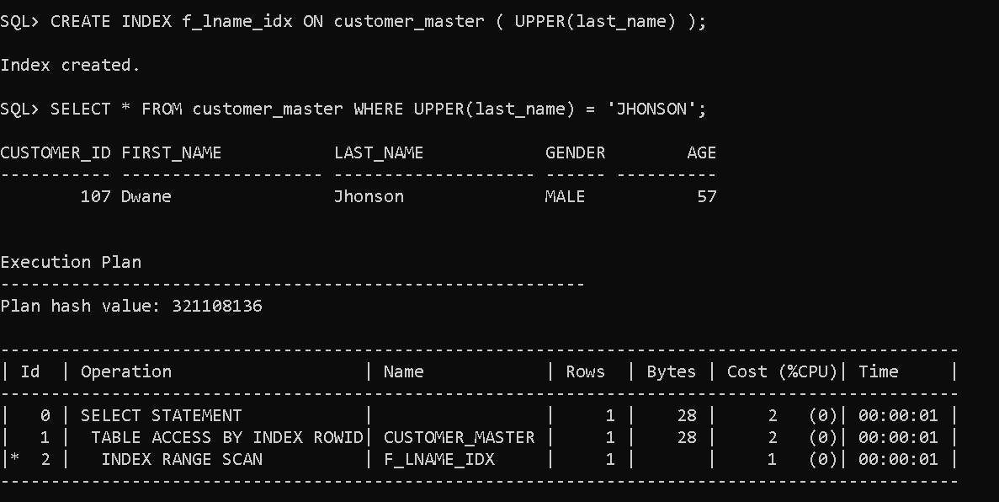 SQL> CREATE INDEX f_lname_idx ON customer_master ( UPPER(last_name) );
Index created.
SQL> SELECT * FROM customer_master WHERE UPPER(last_name) = 'JHONSON';
CUSTOMER_ID FIRST_NAME           LAST_NAME            GENDER        AGE
----------- -------------------- -------------------- ------ ----------
        107 Dwane                Jhonson              MALE           57
Execution Plan
----------------------------------------------------------
Plan hash value: 321108136
-----------------------------------------------------------------------------------------------
| Id  | Operation                   | Name            | Rows  | Bytes | Cost (%CPU)| Time     |
-----------------------------------------------------------------------------------------------
|   0 | SELECT STATEMENT            |                 |     1 |    28 |     2   (0)| 00:00:01 |
|   1 |  TABLE ACCESS BY INDEX ROWID| CUSTOMER_MASTER |     1 |    28 |     2   (0)| 00:00:01 |
|*  2 |   INDEX RANGE SCAN          | F_LNAME_IDX     |     1 |       |     1   (0)| 00:00:01 |
-----------------------------------------------------------------------------------------------